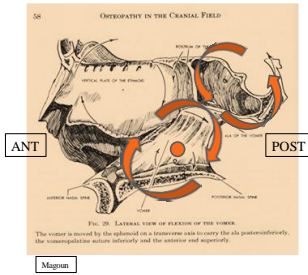 58 OSTEOPATHY IN THE CRANIAL FIELD
ROSTRUM OF THE
VERTICAL PLATE OF THE ETHMOID
ALA OF THE VOMER
ANT
POST
ANTERIOR NASAL SPINE
VOMER
POSTERIOR NASAL SPINE
FIG. 29. LATERAL VIEW OF FLEXION OF THE VOMER.
The vomer is moved by the sphenoid on a transverse axis to carry the ala posteroinferiorly,
the vomeropalatine suture inferiorly and the anterior end superiorly.
Magoun